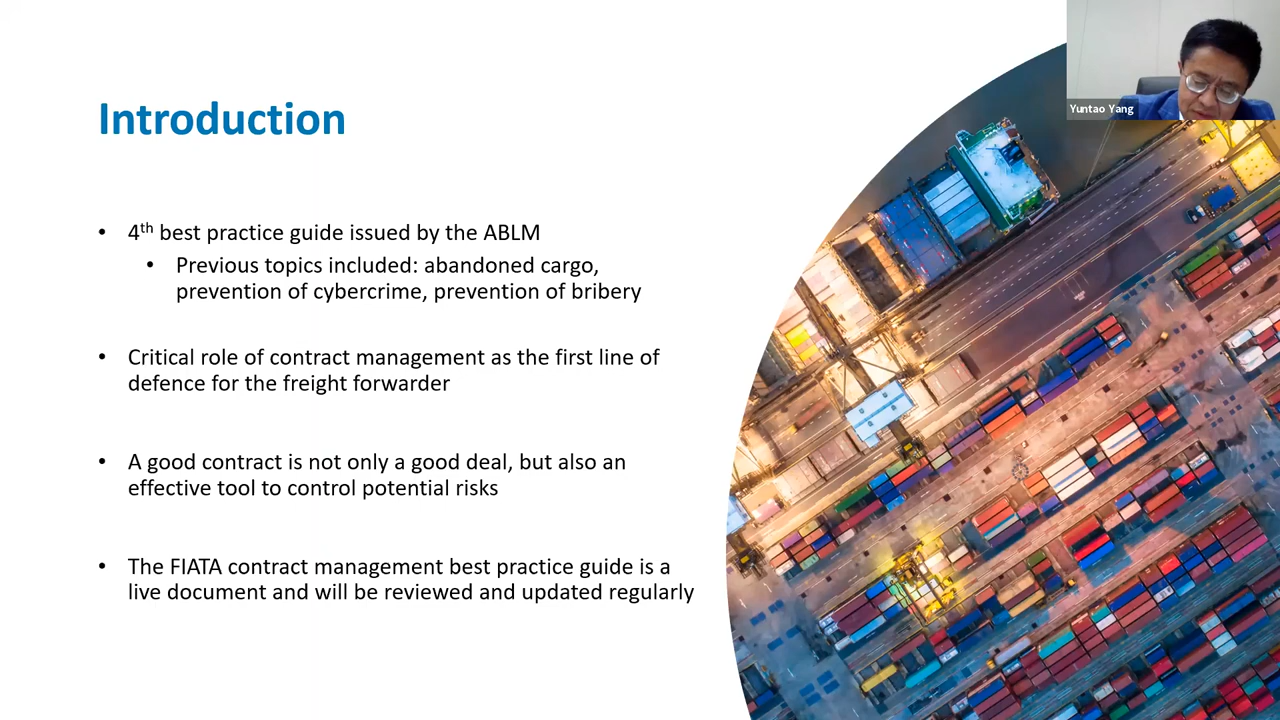 Yuntao Yang
Introduction
• 4th best practice guide issued by the ABLM
• Previous topics included: abandoned cargo,
prevention of cybercrime, prevention of bribery
• Critical role of contract management as the first line of
defence for the freight forwarder
• A good contract is not only a good deal, but also an
effective tool to control potential risks
• The FIATA contract management best practice guide is a
live document and will be reviewed and updated regularly